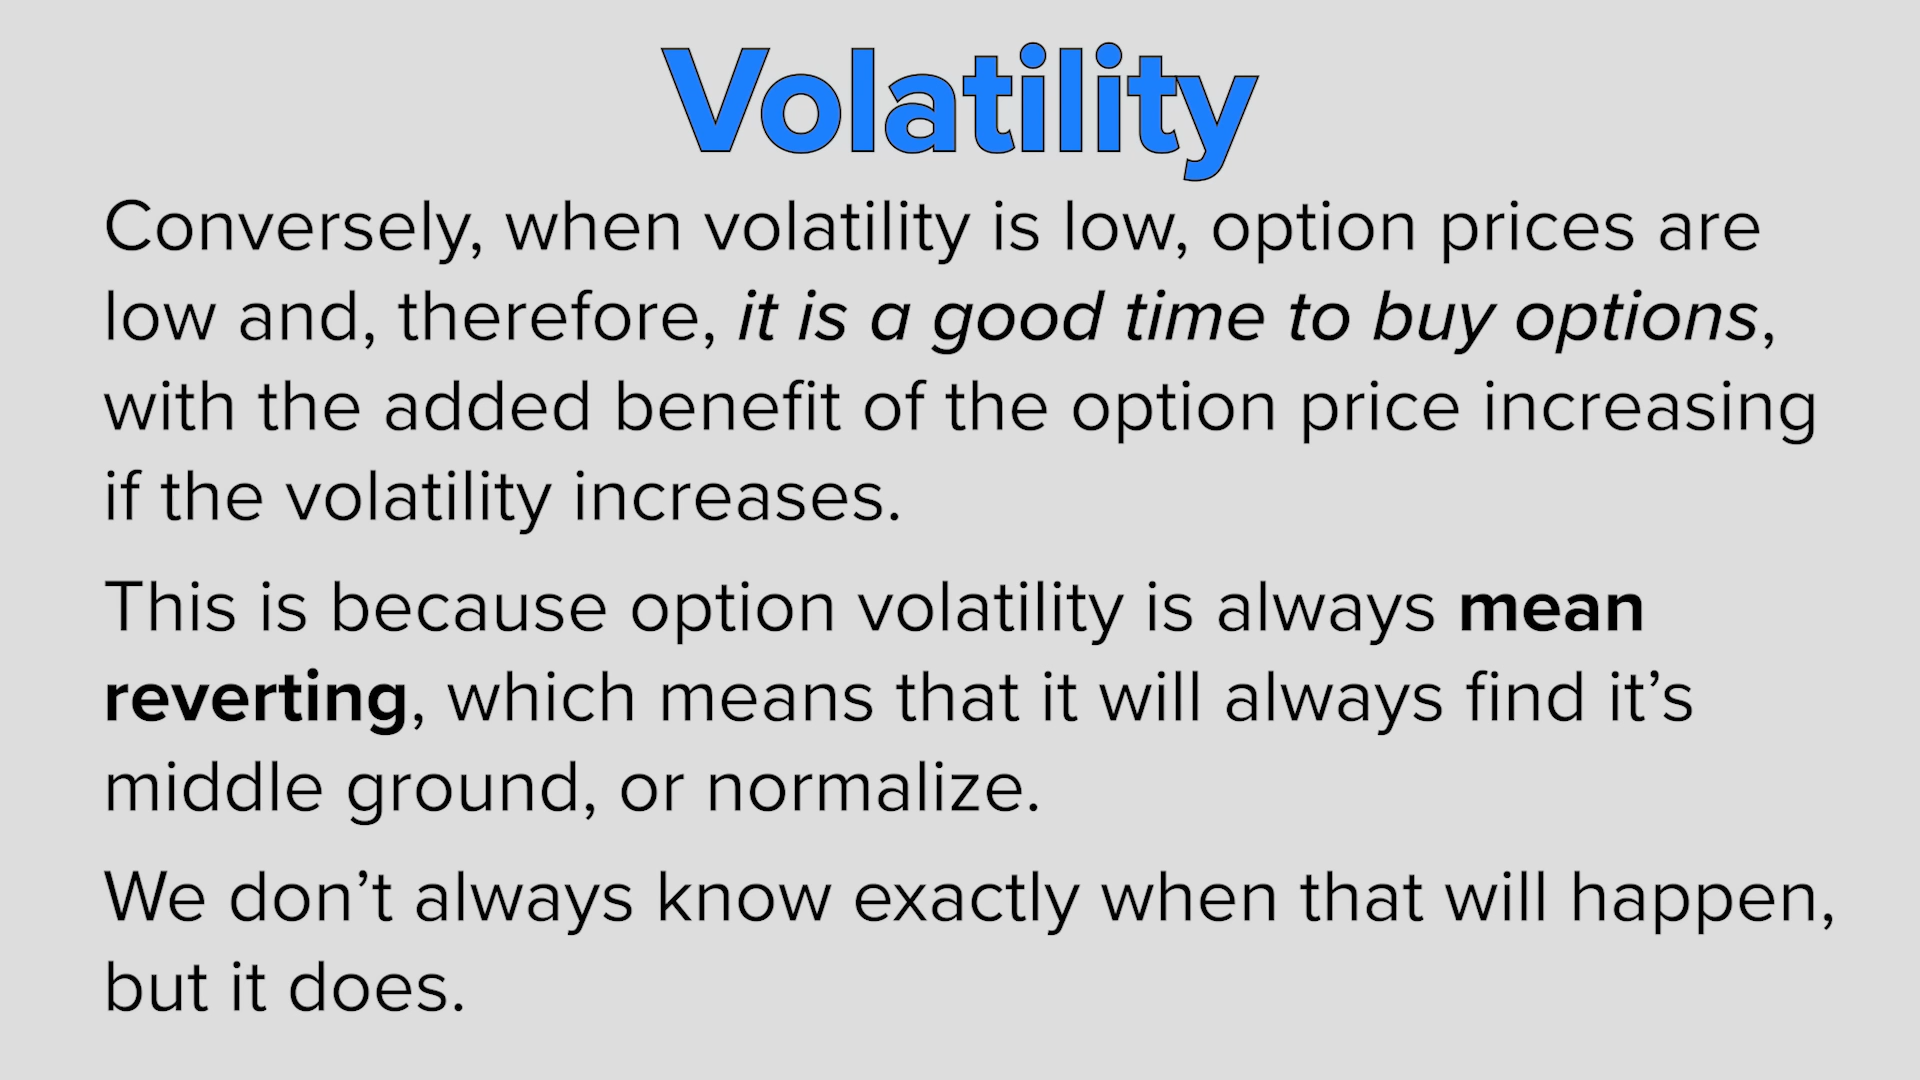 Volatility
Conversely, when volatility is low, option prices are
low and, therefore, it is a good time to buy options,
with the added benefit of the option price increasing
if the volatility increases.
This is because option volatility is always mean
reverting, which means that it will always find it’s
middle ground, or normalize.
We don’t always know exactly when that will happen,
but it does.